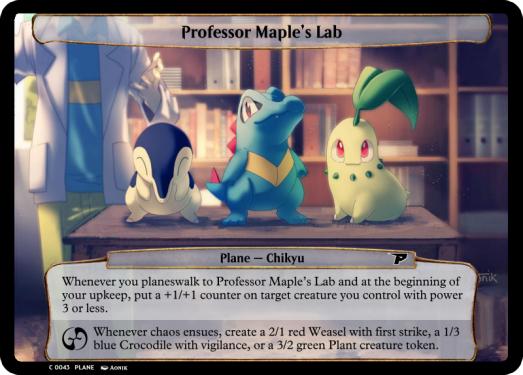 Professor Maple's Lab
Plane — Chikyu
Whenever you planeswalk to Professor Maple's Lab and at the beginning of
your upkeep, put a +1/+1 counter on target creature you control with power
3 or less.
Whenever chaos ensues, create a 2/1 red Weasel with first strike, a 1/3
blue Crocodile with vigilance, or a 3/2 green Plant creature token.
C 0043 PLANE Aonik